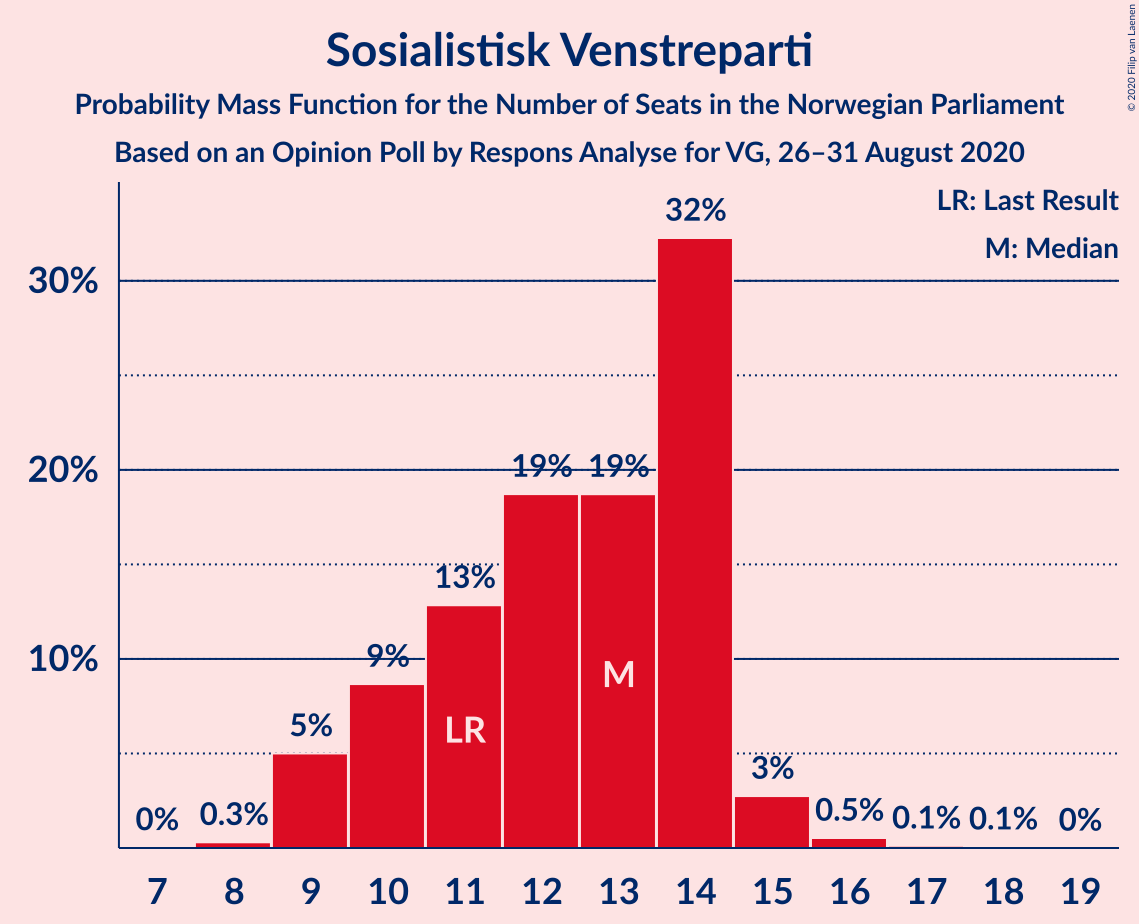 © 2020 Filip van Laenen
Sosialistisk Venstreparti
Probability Mass Function for the Number of Seats in the Norwegian Parliament
Based on an Opinion Poll by Respons Analyse for VG, 26–31 August 2020
LR: Last Result
M: Median
32%
30%
20%
19% 19%
13%
10%
9%
M
LR
5%
3%
0% 0.3% 0.5% 0.1% 0.1% 0%
7 8 9 10 11 12 13 14 15 16 17 18 19